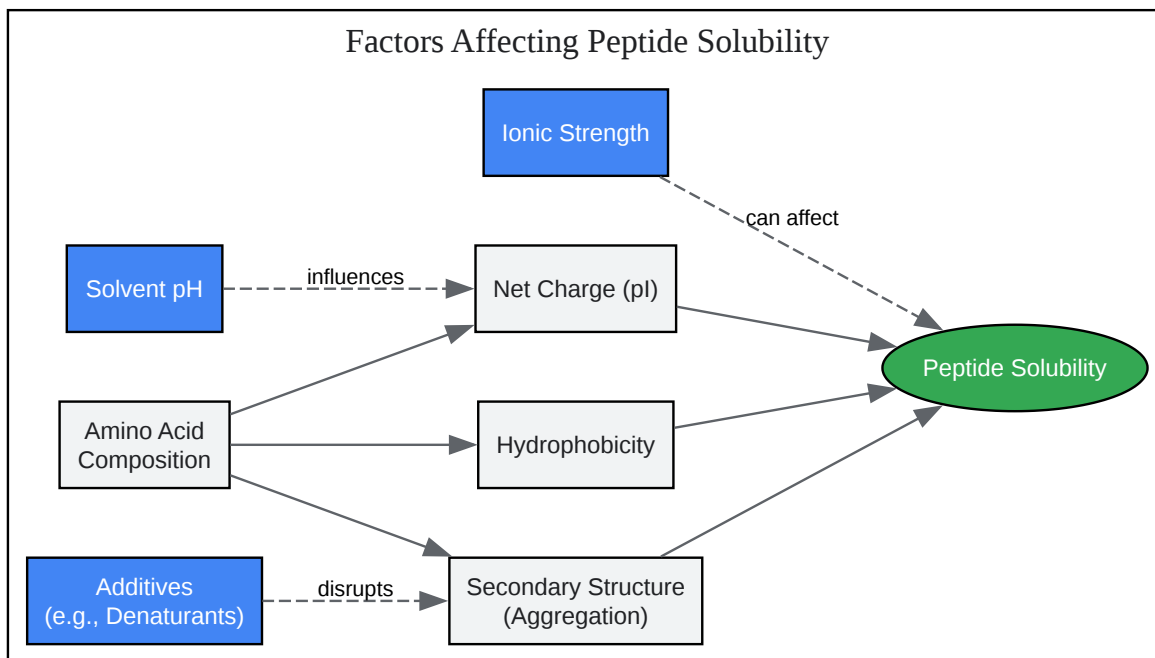 Factors Affecting Peptide Solubility
Ionic Strength
can affect
Solvent pH
influences
Net Charge (pI)
Peptide Solubility
Amino Acid
Composition
Hydrophobicity
Additives
(e.g., Denaturants)
disrupts
Secondary Structure
(Aggregation)